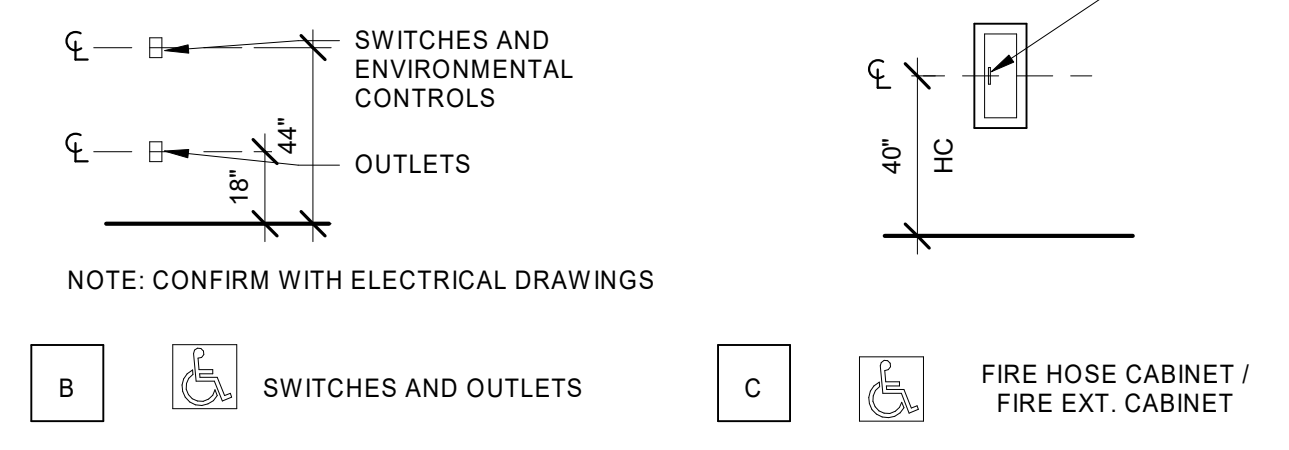 ℄
SWITCHES AND
ENVIRONMENTAL
CONTROLS
℄
44"
OUTLETS
18"
NOTE: CONFIRM WITH ELECTRICAL DRAWINGS
B
SWITCHES AND OUTLETS
℄
40"
HC
C
FIRE HOSE CABINET /
FIRE EXT. CABINET